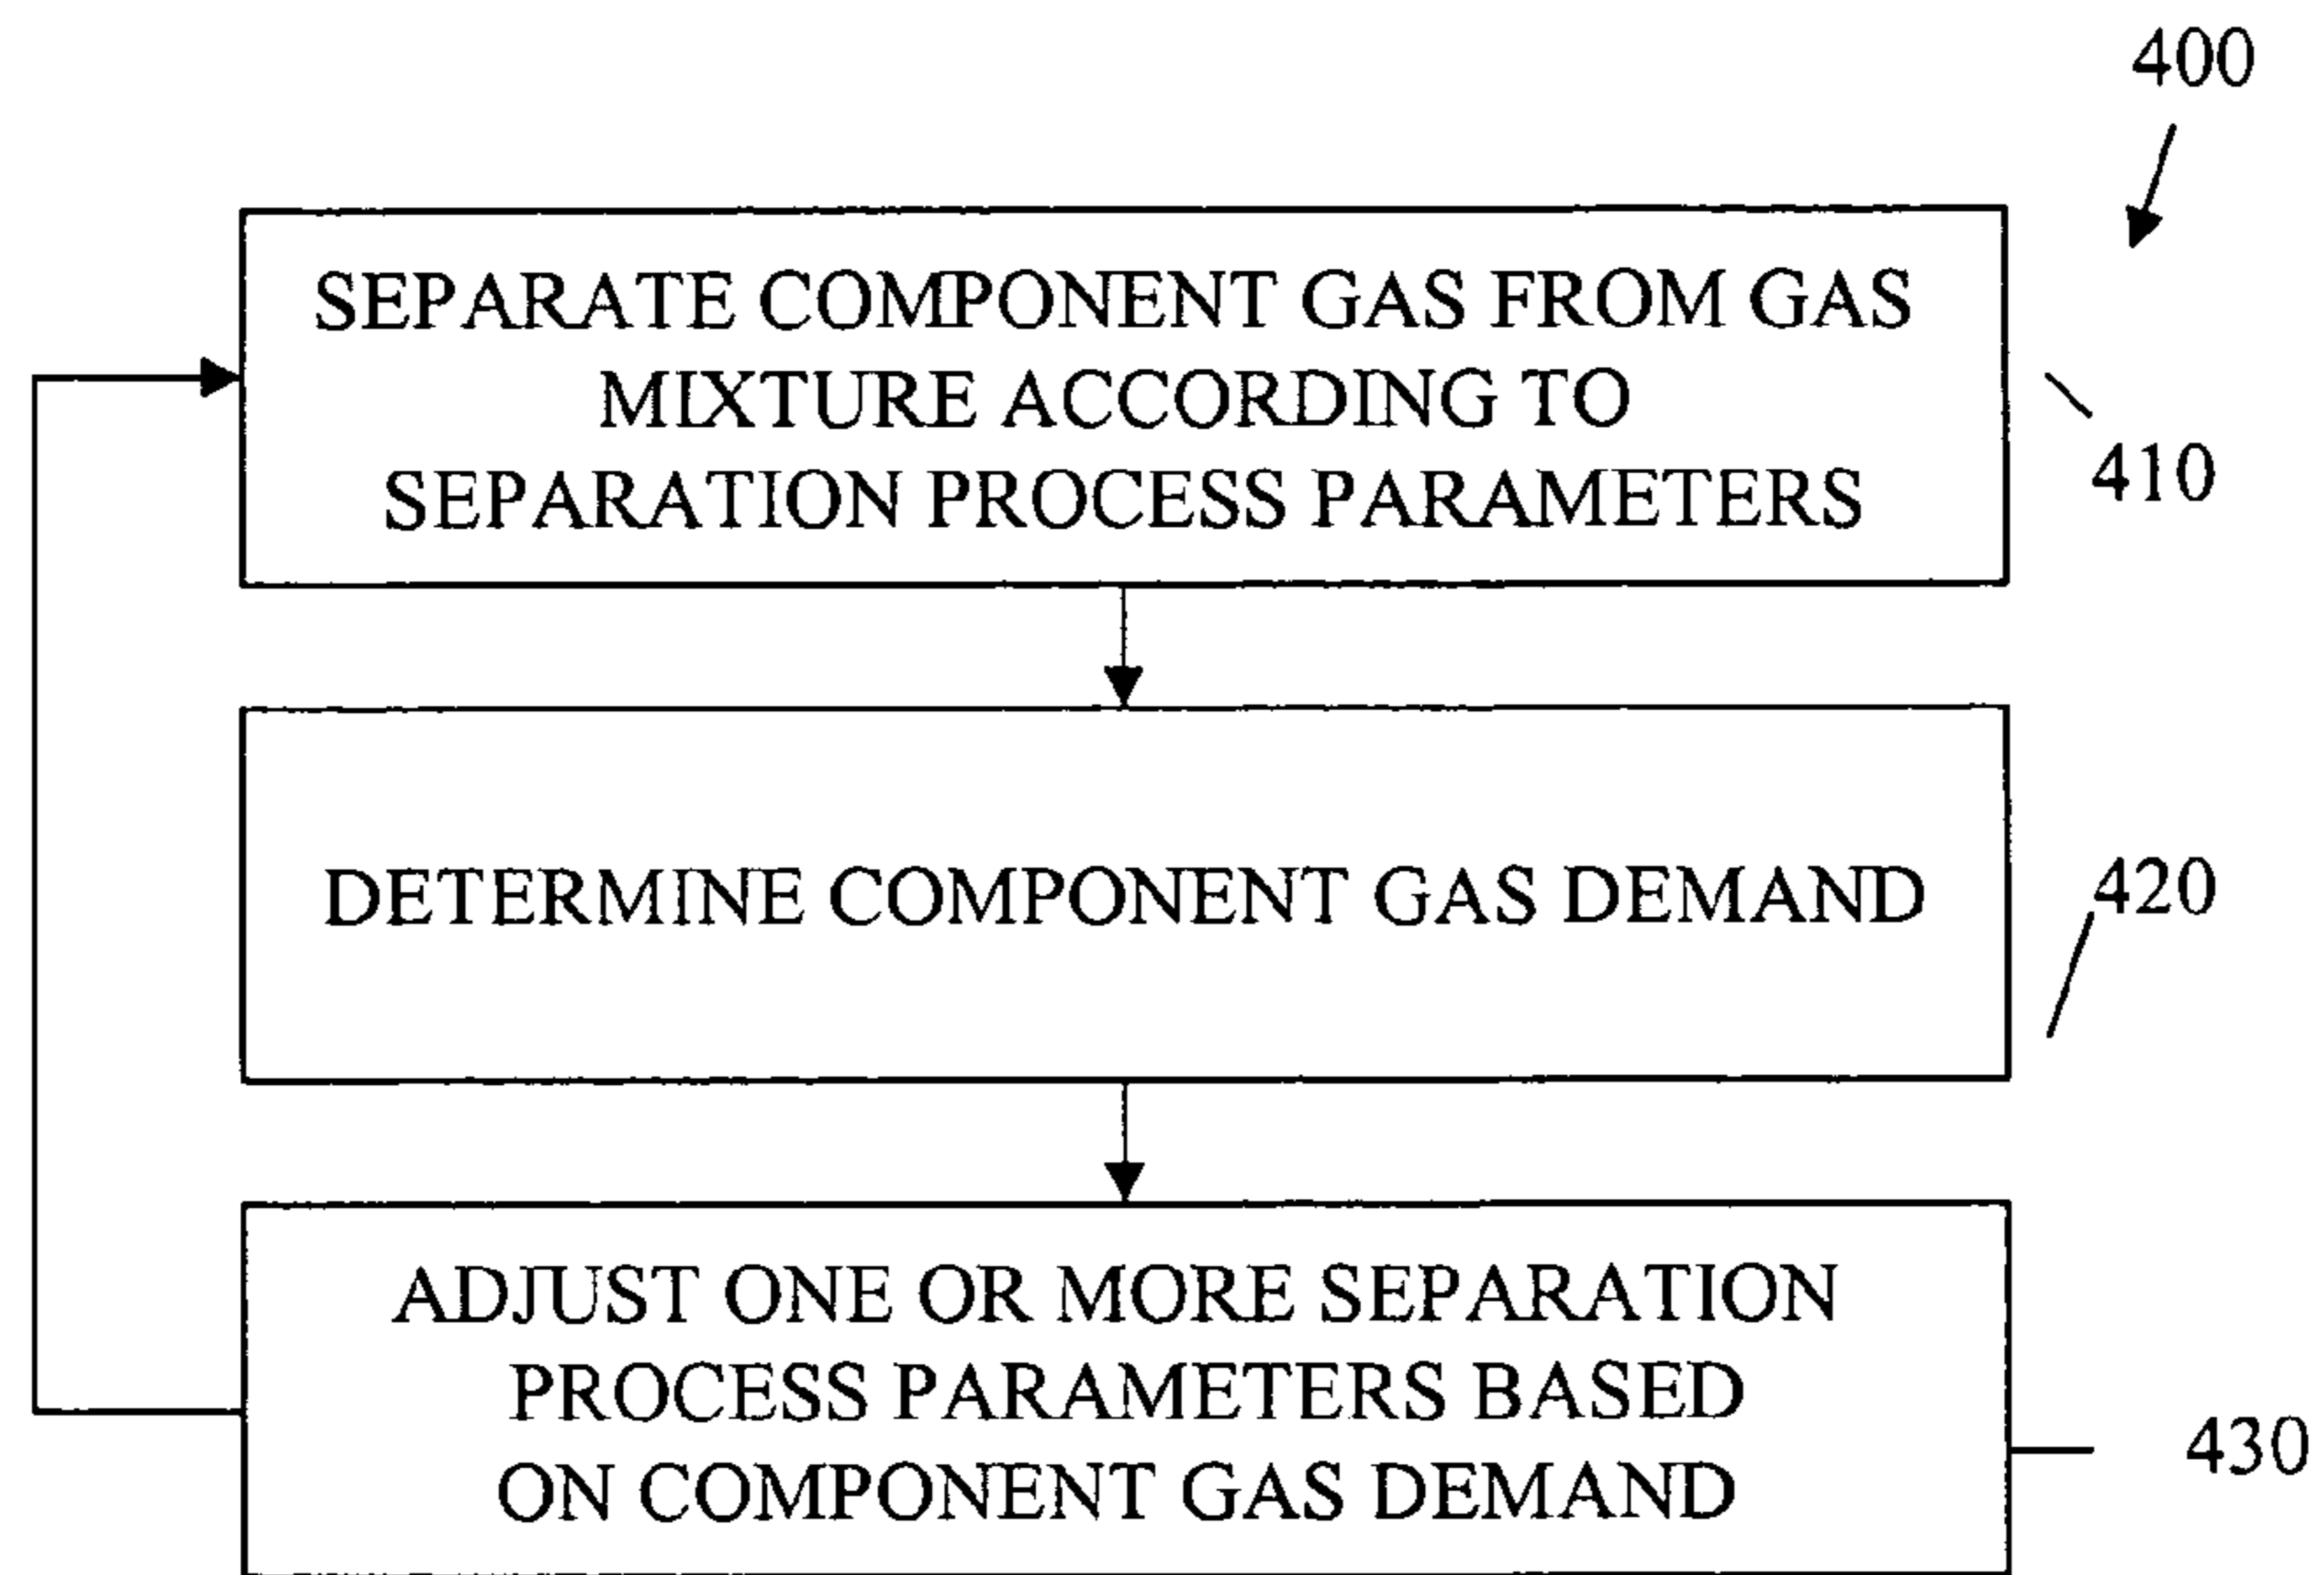 400
SEPARATE COMPONENT GAS FROM GAS
MIXTURE ACCORDING TO
SEPARATION PROCESS PARAMETERS
410
DETERMINE COMPONENT GAS DEMAND
420
ADJUST ONE OR MORE SEPARATION
PROCESS PARAMETERS BASED
ON COMPONENT GAS DEMAND
430